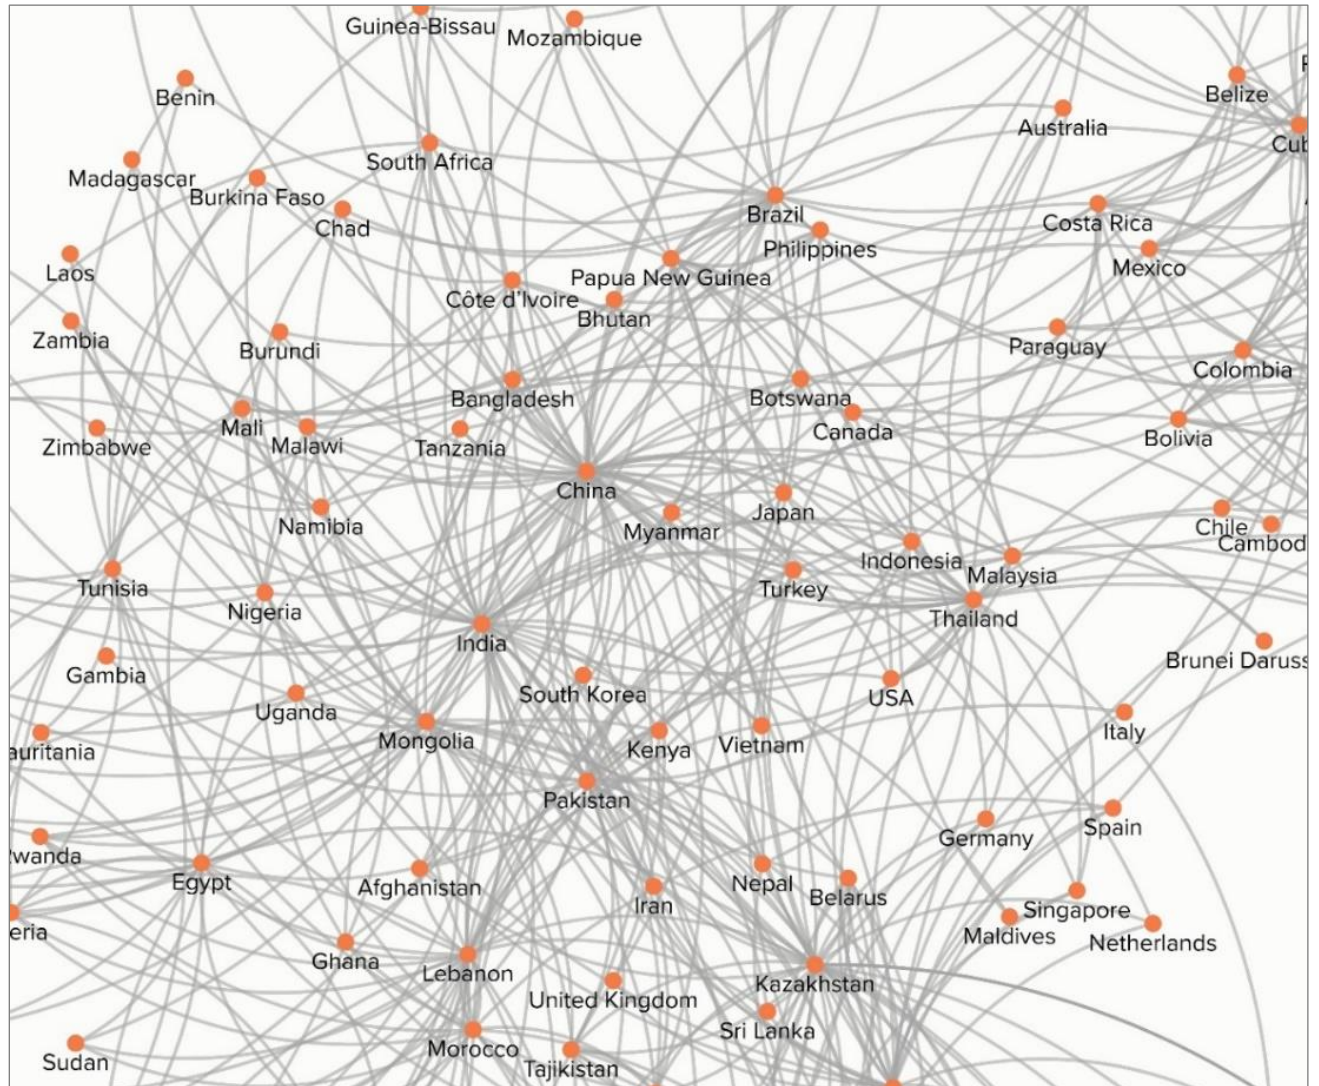 Guinea-Bissau
Mozambique
Benin
Belize
Australia
Cub
South Africa
Madagascar
Burkina Faso
Chad
Brazil
Costa Rica
Philippines
Laos
Papua New Guinea
Mexico
Côte d'Ivoire
Bhutan
Zambia
Burundi
Paraguay
Colombia
Bangladesh
Botswana
Mali
Malawi
Zimbabwe
Tanzania
Canada
Bolivia
China
Japan
Namibia
Myanmar
Chile
Cambod
Indonesia
Malaysia
Tunisia
Turkey
Nigeria
Thailand
India
Brunei Daruss
Gambia
South Korea
USA
Uganda
Italy
Mongolia
Kenya
Vietnam
auritania
Pakistan
Spain
Germany
Rwanda
Egypt
Afghanistan
Nepal
Belarus
Iran
Singapore
eria
Maldives
Netherlands
Ghana
Lebanon
Kazakhstan
United Kingdom
Sri Lanka
Morocco
Sudan
Tajikistan